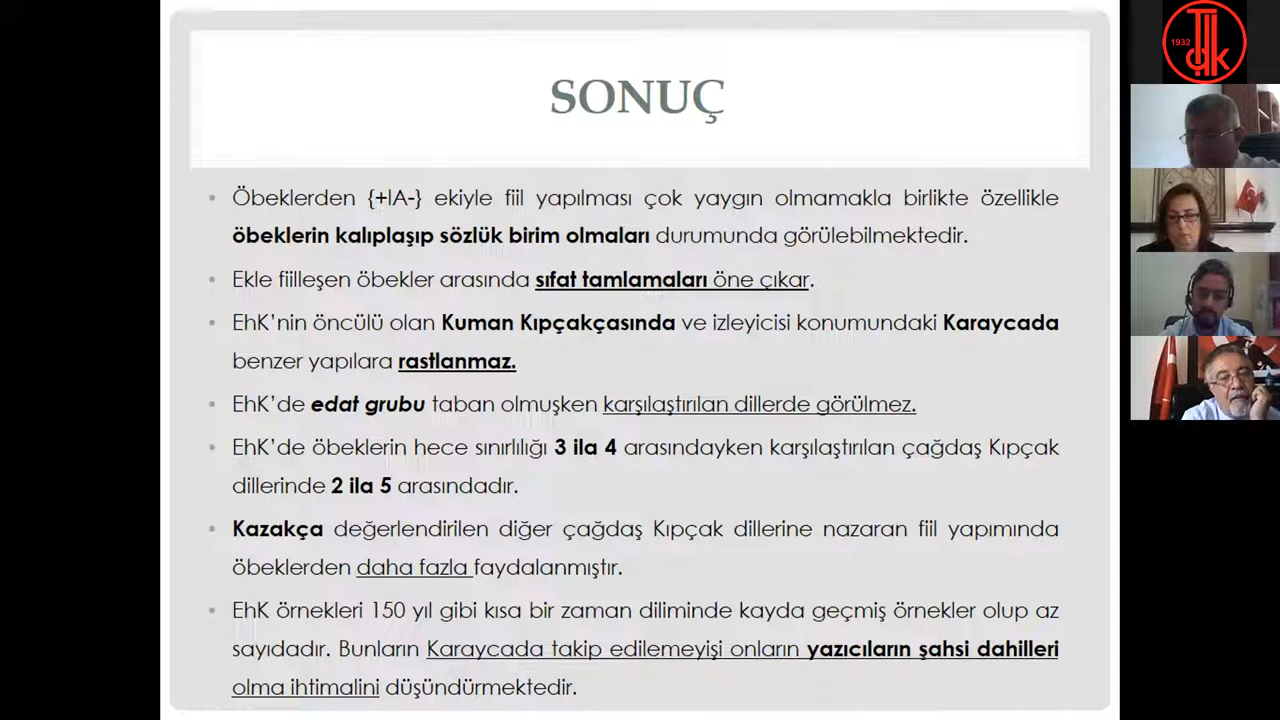 SONUÇ
Öbeklerden {+lA-} ekiyle fiil yapılması çok yaygın olmamakla birlikte özellikle
öbeklerin kalıplaşıp sözlük birim olmaları durumunda görülebilmektedir.
Ekle fiilleşen öbekler arasında sıfat tamlamaları öne çıkar.
EhK'nin öncülü olan Kuman Kıpçakçasında ve izleyicisi konumundaki Karaycada
benzer yapılara rastlanmaz.
EhK'de edat grubu taban olmuşken karşılaştırılan dillerde görülmez.
EhK'de öbeklerin hece sınırlılığı 3 ila 4 arasındayken karşılaştırılan çağdaş Kıpçak
dillerinde 2 ila 5 arasındadır.
Kazakça değerlendirilen diğer çağdaş Kıpçak dillerine nazaran fiil yapımında
öbeklerden daha fazla faydalanmıştır.
EhK örnekleri 150 yıl gibi kısa bir zaman diliminde kayda geçmiş örnekler olup az
sayıdadır. Bunların Karaycada takip edilemeyişi onların yazıcıların şahsi dahilleri
olma ihtimalini düşündürmektedir.
1932